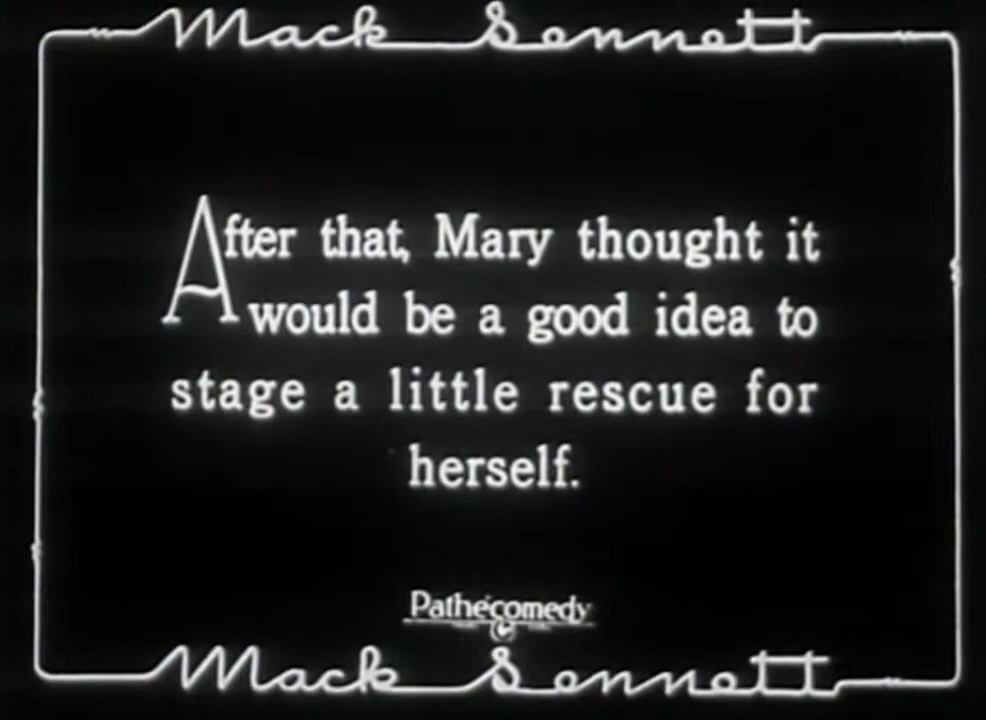 Mack Sennett
After that, Mary thought it
would be a good idea to
stage a little rescue for
herself.
Pathécomedy
Mack Sennett